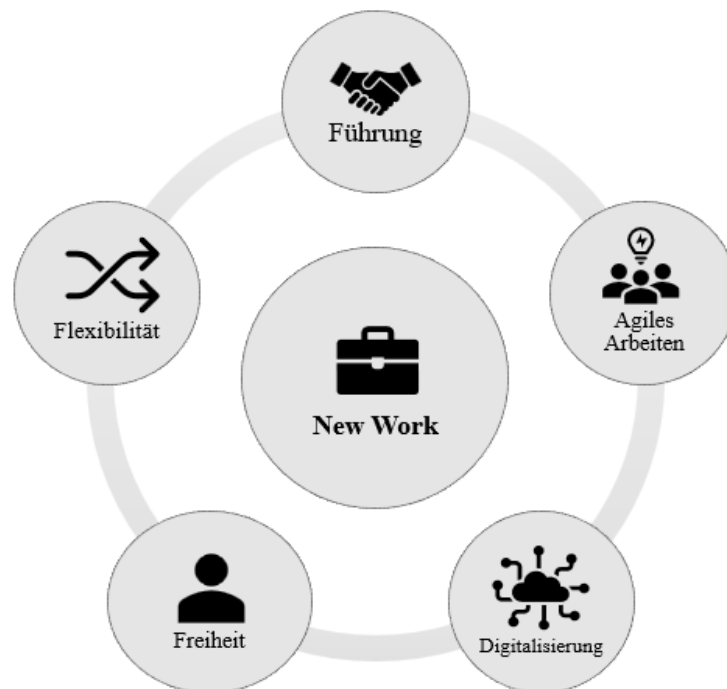 Führung
Flexibilität
Agiles
Arbeiten
New Work
Freiheit
Digitalisierung